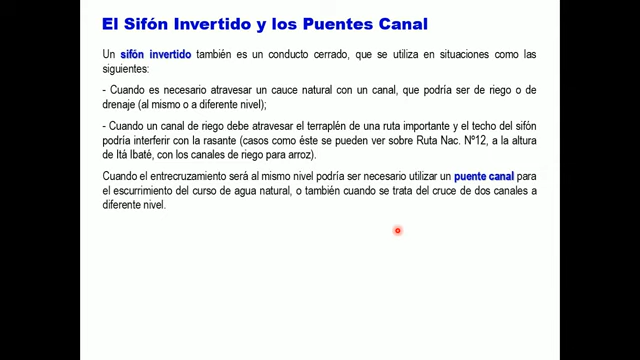 El Sifón Invertido y los Puentes Canal
Un sifón invertido también es un conducto cerrado, que se utiliza en situaciones como las
siguientes:
- Cuando es necesario atravesar un cauce natural con un canal, que podría ser de riego o de
drenaje (al mismo o a diferente nivel);
- Cuando un canal de riego debe atravesar el terraplén de una ruta importante y el techo del sifón
podría interferir con la rasante (casos como éste se pueden ver sobre Ruta Nac. Nº12, a la altura
de Itá Ibaté, con los canales de riego para arroz).
Cuando el entrecruzamiento será al mismo nivel podría ser necesario utilizar un puente canal para
el escurrimiento del curso de agua natural, o también cuando se trata del cruce de dos canales a
diferente nivel.